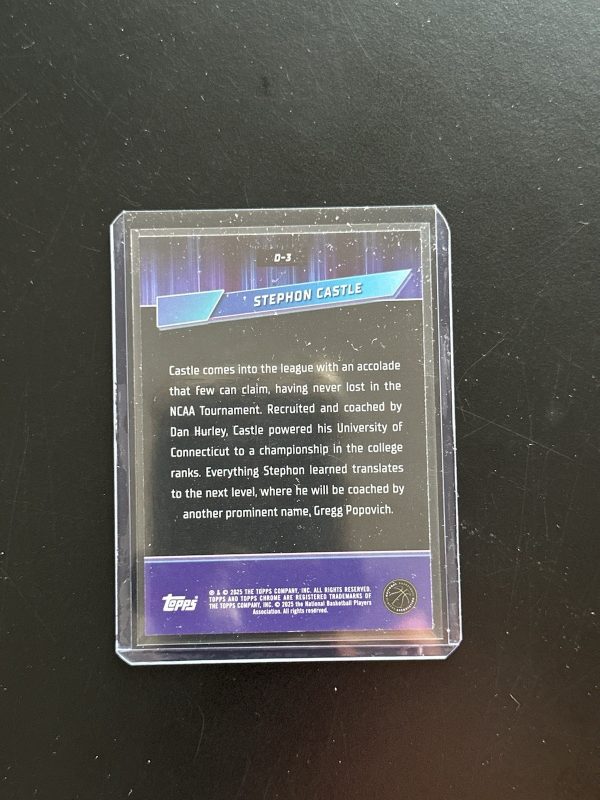 D-3
STEPHON CASTLE
Castle comes into the league with an accolade
that few can claim, having never lost in the
NCAA Tournament. Recruited and coached by
Dan Hurley, Castle powered his University of
Connecticut to a championship in the college
ranks. Everything Stephon learned translates
to the next level, where he will be coached by
another prominent name, Gregg Popovich.
Topps
® & © 2025 THE TOPPS COMPANY, INC. ALL RIGHTS RESERVED.
TOPPS AND TOPPS CHROME ARE REGISTERED TRADEMARKS OF
THE TOPPS COMPANY, INC. © 2025 the National Basketball Players
Association. All rights reserved.